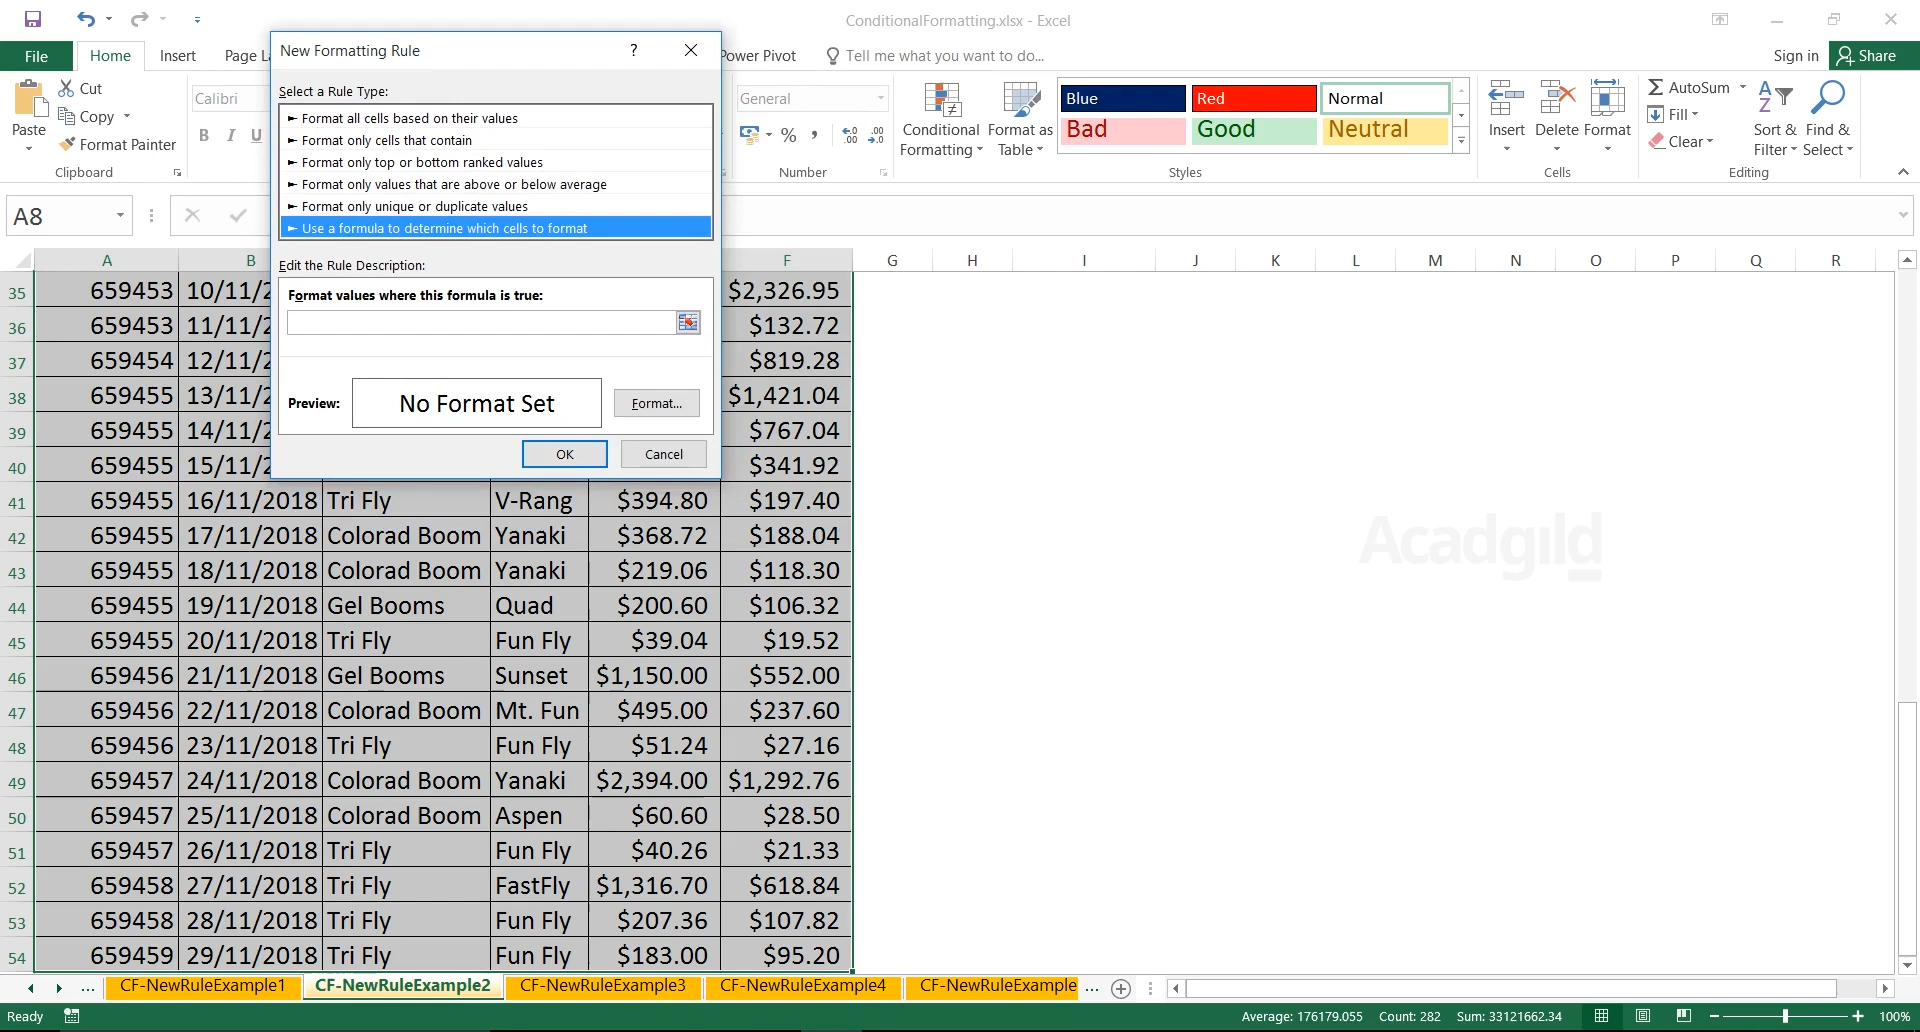 ConditionalFormatting.xlsx - Excel
File Home Insert Page La Power Pivot Tell me what you want to do... Sign in Share
Paste
Cut
Copy
Format Painter
Clipboard
Calibri
B I U
General
% ,
Number
Conditional Formatting
Format as Table
Blue Red Normal
Bad Good Neutral
Styles
Insert Delete Format
Cells
AutoSum
Fill
Clear
Sort & Filter
Find & Select
Editing
A8
New Formatting Rule ?
Select a Rule Type:
► Format all cells based on their values
► Format only cells that contain
► Format only top or bottom ranked values
► Format only values that are above or below average
► Format only unique or duplicate values
► Use a formula to determine which cells to format
Edit the Rule Description:
Format values where this formula is true:
Preview: No Format Set Format...
OK Cancel
A B F G H I J K L M N O P Q R
35 659453 10/11/2 $2,326.95
36 659453 11/11/2 $132.72
37 659454 12/11/2 $819.28
38 659455 13/11/2 $1,421.04
39 659455 14/11/2 $767.04
40 659455 15/11/2 $341.92
41 659455 16/11/2018 Tri Fly V-Rang $394.80 $197.40
42 659455 17/11/2018 Colorad Boom Yanaki $368.72 $188.04
43 659455 18/11/2018 Colorad Boom Yanaki $219.06 $118.30
44 659455 19/11/2018 Gel Booms Quad $200.60 $106.32
45 659455 20/11/2018 Tri Fly Fun Fly $39.04 $19.52
46 659456 21/11/2018 Gel Booms Sunset $1,150.00 $552.00
47 659456 22/11/2018 Colorad Boom Mt. Fun $495.00 $237.60
48 659456 23/11/2018 Tri Fly Fun Fly $51.24 $27.16
49 659457 24/11/2018 Colorad Boom Yanaki $2,394.00 $1,292.76
50 659457 25/11/2018 Colorad Boom Aspen $60.60 $28.50
51 659457 26/11/2018 Tri Fly Fun Fly $40.26 $21.33
52 659458 27/11/2018 Tri Fly FastFly $1,316.70 $618.84
53 659458 28/11/2018 Tri Fly Fun Fly $207.36 $107.82
54 659459 29/11/2018 Tri Fly Fun Fly $183.00 $95.20
Acadgild
... CF-NewRuleExample1 CF-NewRuleExample2 CF-NewRuleExample3 CF-NewRuleExample4 CF-NewRuleExample ...
Ready Average: 176179.055 Count: 282 Sum: 33121662.34 100%